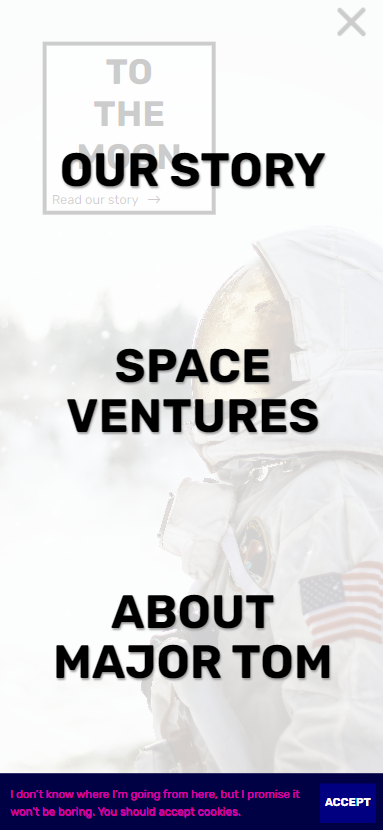 TO
THE
MOON
OUR STORY
Read our story →
SPACE
VENTURES
ABOUT
MAJOR TOM
I don't know where I'm going from here, but I promise it
won't be boring. You should accept cookies.
ACCEPT